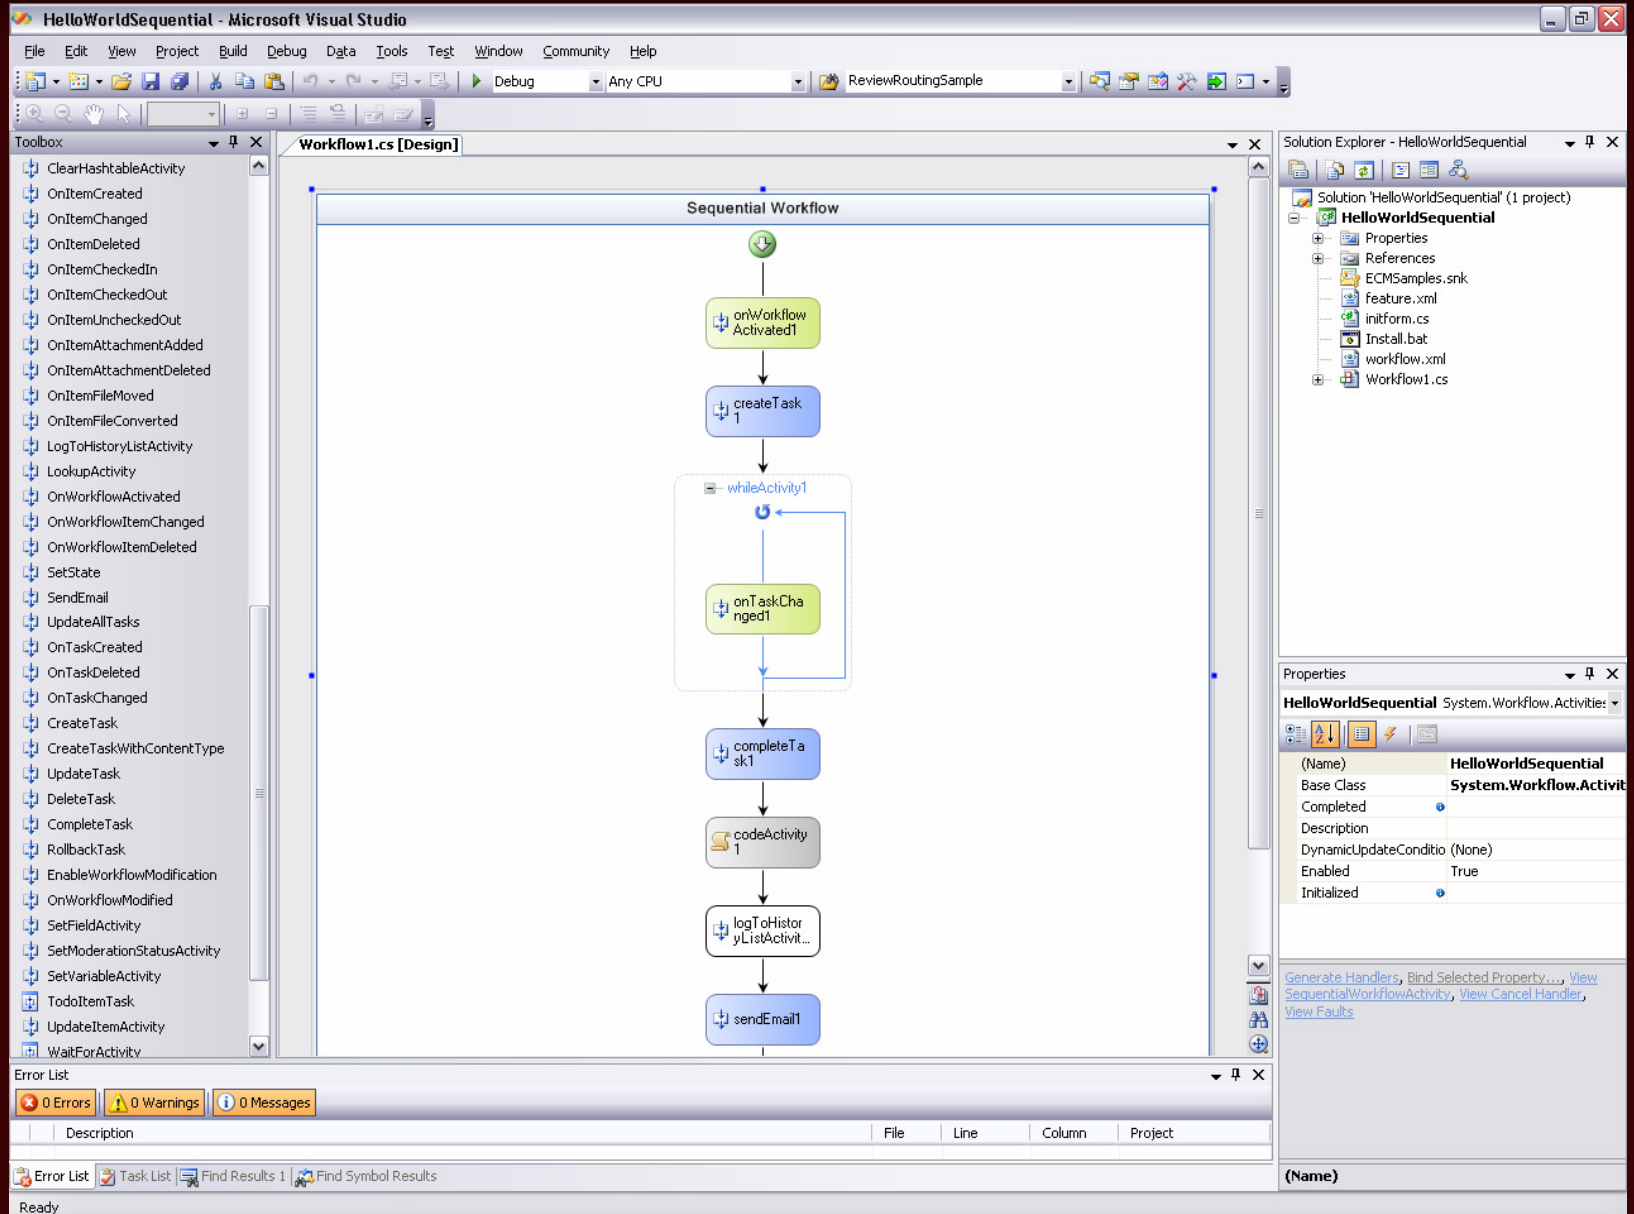 HelloWorldSequential - Microsoft Visual Studio
File Edit View Project Build Debug Data Tools Test Window Community Help
Debug Any CPU ReviewRoutingSample
Toolbox
ClearHashtableActivity
OnItemCreated
OnItemChanged
OnItemDeleted
OnItemCheckedIn
OnItemCheckedOut
OnItemUncheckedOut
OnItemAttachmentAdded
OnItemAttachmentDeleted
OnItemFileMoved
OnItemFileConverted
LogToHistoryListActivity
LookupActivity
OnWorkflowActivated
OnWorkflowItemChanged
OnWorkflowItemDeleted
SetState
SendEmail
UpdateAllTasks
OnTaskCreated
OnTaskDeleted
OnTaskChanged
CreateTask
CreateTaskWithContentType
UpdateTask
DeleteTask
CompleteTask
RollbackTask
EnableWorkflowModification
OnWorkflowModified
SetFieldActivity
SetModerationStatusActivity
SetVariableActivity
TodoItemTask
UpdateItemActivity
WaitForActivity
Workflow1.cs [Design]
Sequential Workflow
onWorkflow
Activated1
createTask
1
whileActivity1
onTaskCha
nged1
completeTa
sk1
codeActivity
1
logToHistor
yListActivit...
sendEmail1
Solution Explorer - HelloWorldSequential
Solution 'HelloWorldSequential' (1 project)
HelloWorldSequential
Properties
References
ECMSamples.snk
feature.xml
initform.cs
Install.bat
workflow.xml
Workflow1.cs
Properties
HelloWorldSequential System.Workflow.Activities
(Name) HelloWorldSequential
Base Class System.Workflow.Activit
Completed
Description
DynamicUpdateConditio (None)
Enabled True
Initialized
Generate Handlers, Bind Selected Property..., View
SequentialWorkflowActivity, View Cancel Handler,
View Faults
(Name)
Error List
0 Errors 0 Warnings 0 Messages
Description File Line Column Project
Error List Task List Find Results 1 Find Symbol Results
Ready